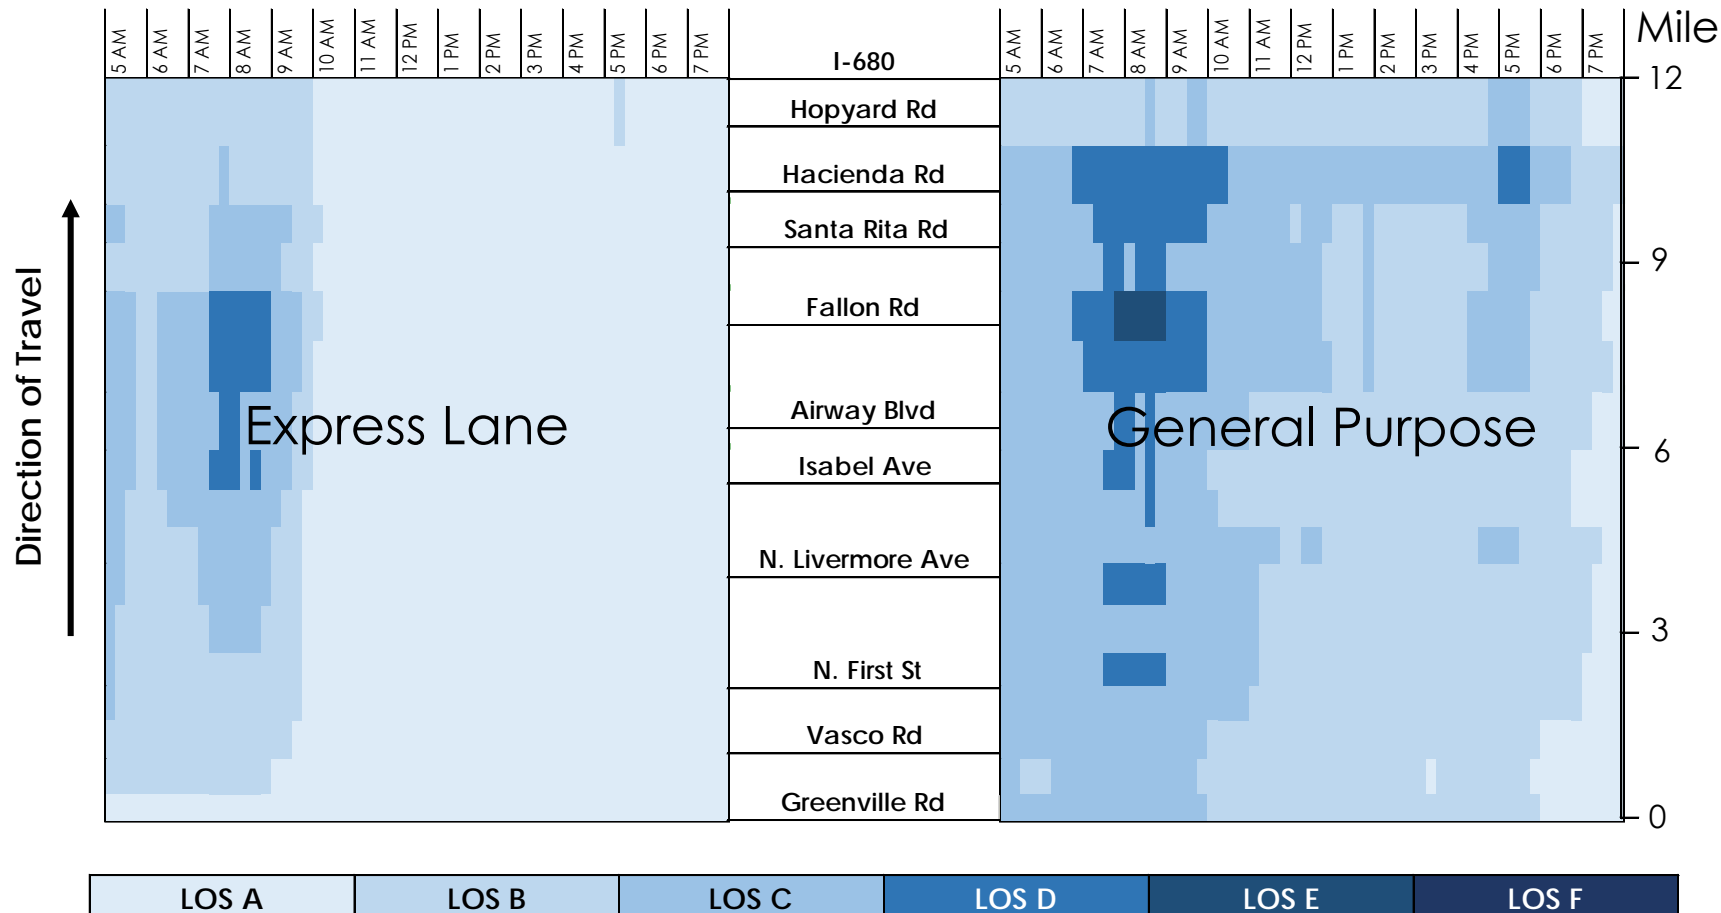 5 AM 6 AM 7 AM 8 AM 9 AM 10 AM 11 AM 12 PM 1 PM 2 PM 3 PM 4 PM 5 PM 6 PM 7 PM
I-680
5 AM 6 AM 7 AM 8 AM 9 AM 10 AM 11 AM 12 PM 1 PM 2 PM 3 PM 4 PM 5 PM 6 PM 7 PM
Mile
12
Hopyard Rd
Hacienda Rd
Santa Rita Rd
9
Fallon Rd
Airway Blvd
Express Lane
General Purpose
6
Isabel Ave
N. Livermore Ave
3
N. First St
Vasco Rd
Greenville Rd
0
Direction of Travel
LOS A LOS B LOS C LOS D LOS E LOS F